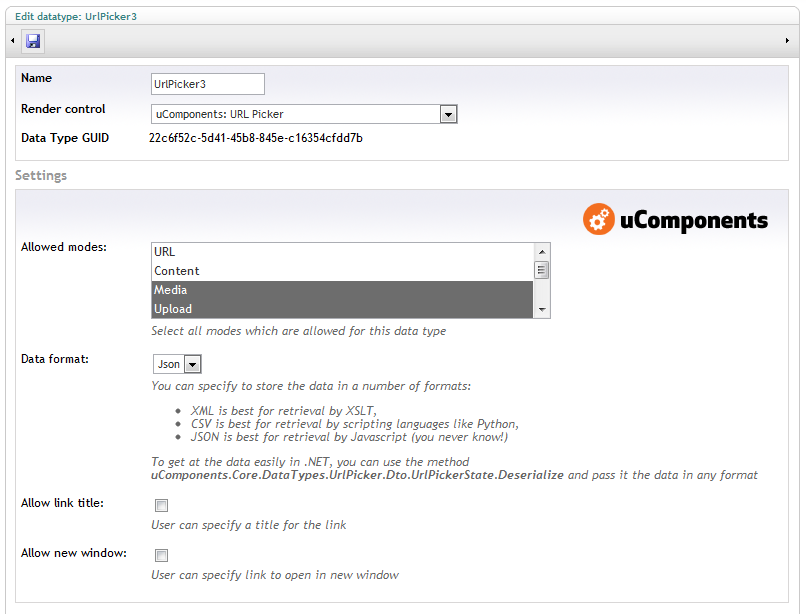 Edit datatype: UrlPicker3
Name
UrlPicker3
Render control
uComponents: URL Picker
Data Type GUID
22c6f52c-5d41-45b8-845e-c16354cfdd7b
Settings
uComponents
Allowed modes:
URL
Content
Media
Upload
Select all modes which are allowed for this data type
Data format:
Json
You can specify to store the data in a number of formats:
• XML is best for retrieval by XSLT,
• CSV is best for retrieval by scripting languages like Python,
• JSON is best for retrieval by Javascript (you never know!)
To get at the data easily in .NET, you can use the method
uComponents.Core.DataTypes.UrlPicker.Dto.UrlPickerState.Deserialize and pass it the data in any format
Allow link title:
User can specify a title for the link
Allow new window:
User can specify link to open in new window